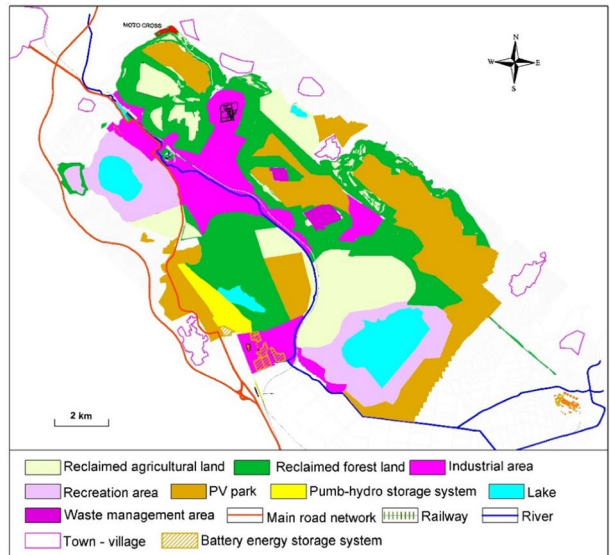 MOTO CROSS
N
W E
S
2 km
Reclaimed agricultural land Reclaimed forest land Industrial area
Recreation area PV park Pumb-hydro storage system Lake
Waste management area Main road network Railway River
Town - village Battery energy storage system